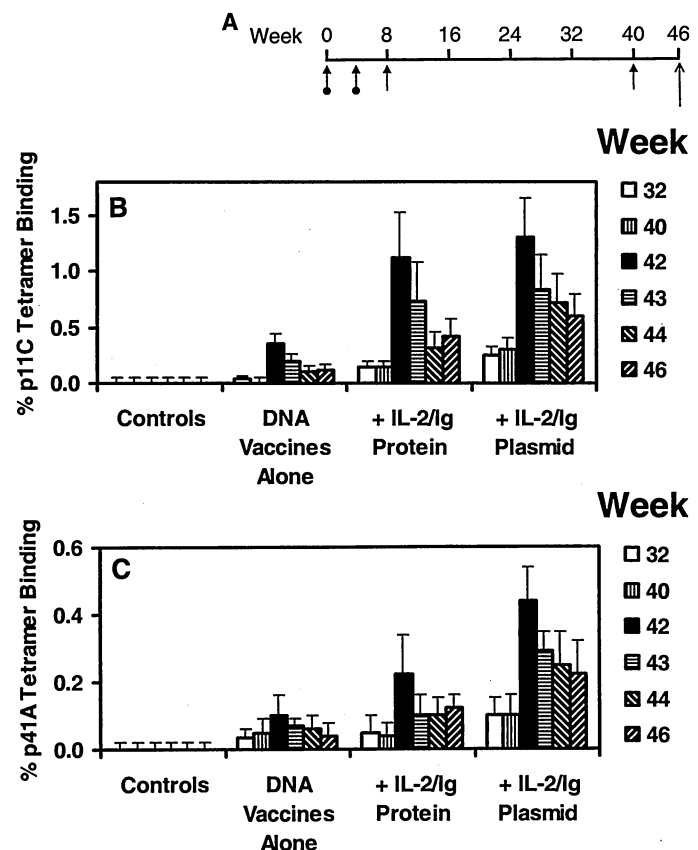 A
Week 0 8 16 24 32 40 46
Week
% p11C Tetramer Binding
B
1.5
1.0
0.5
0.0
32
40
42
43
44
46
Controls
DNA
Vaccines
Alone
+ IL-2/Ig
Protein
+ IL-2/Ig
Plasmid
Week
% p41A Tetramer Binding
C
0.6
0.4
0.2
0.0
32
40
42
43
44
46
Controls
DNA
Vaccines
Alone
+ IL-2/Ig
Protein
+ IL-2/Ig
Plasmid